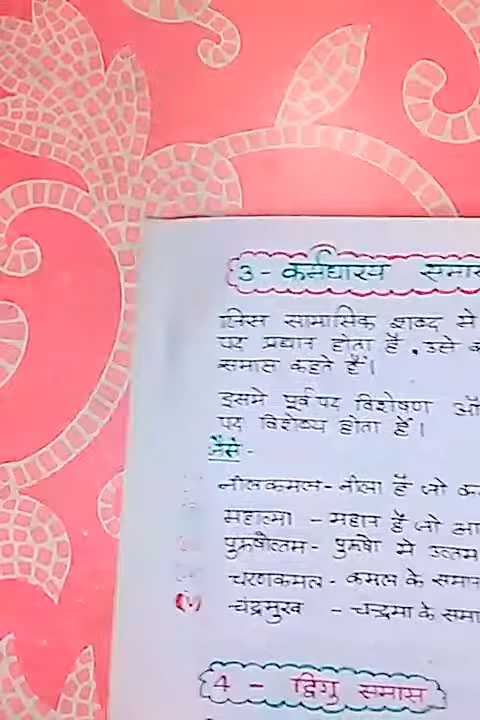 3 - कर्मधारय समास
जिस सामासिक शब्द मे
पद प्रधान होता है , उसे क
समास कहते हैं।
इसमे पूर्व पद विशेषण औ
पद विशेष्य होता हैं।
जैसे -
नीलकमल - नीला हैं जो क
महात्मा - महान हैं जो आ
पुरूषोत्तम - पुरूषो मे उत्तम
चरणकमल - कमल के समान
चंद्रमुख - चन्द्रमा के समा
4 - द्विगु समास